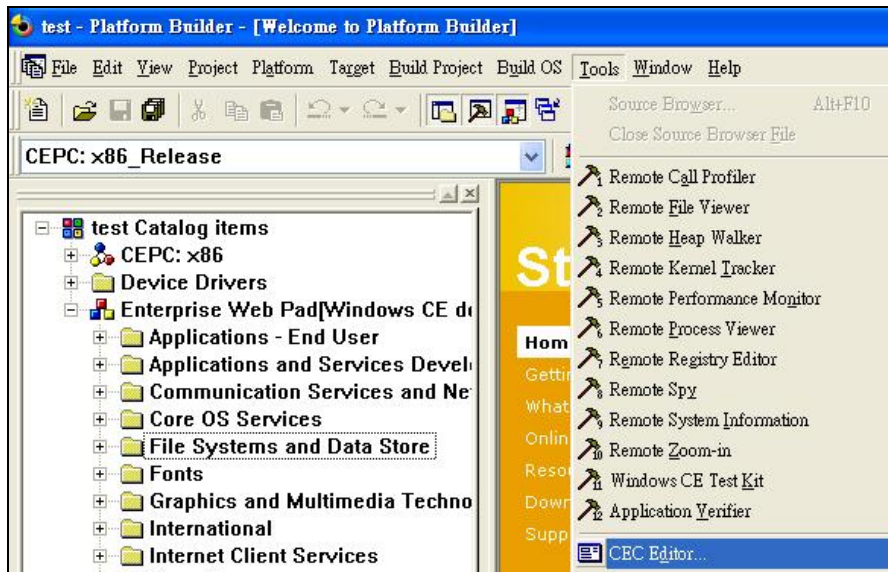 test - Platform Builder - [Welcome to Platform Builder]
File Edit View Project Platform Target Build Project Build OS Tools Window Help
Source Browser... Alt+F10
Close Source Browser File
CEPC: x86_Release
Remote Call Profiler
Remote File Viewer
Remote Heap Walker
Remote Kernel Tracker
Remote Performance Monitor
Remote Process Viewer
Remote Registry Editor
Remote Spy
Remote System Information
Remote Zoom-in
Windows CE Test Kit
Application Verifier
CEC Editor...
test Catalog items
CEPC: x86
Device Drivers
Enterprise Web Pad[Windows CE de
Applications - End User
Applications and Services Devel
Communication Services and Ne
Core OS Services
File Systems and Data Store
Fonts
Graphics and Multimedia Techno
International
Internet Client Services
St
Hom
Gettin
What
Onlin
Reso
Down
Supp